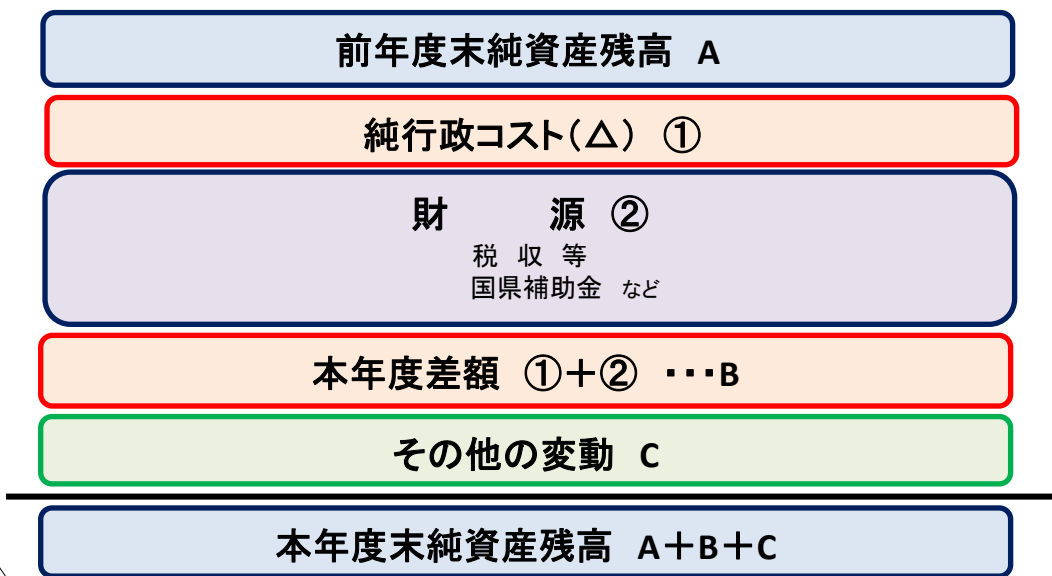 前年度末純資産残高 A
純行政コスト(△) ①
財 源 ②
税 収 等
国県補助金 など
本年度差額 ①＋② ･･･B
その他の変動 C
本年度末純資産残高 A＋B＋C